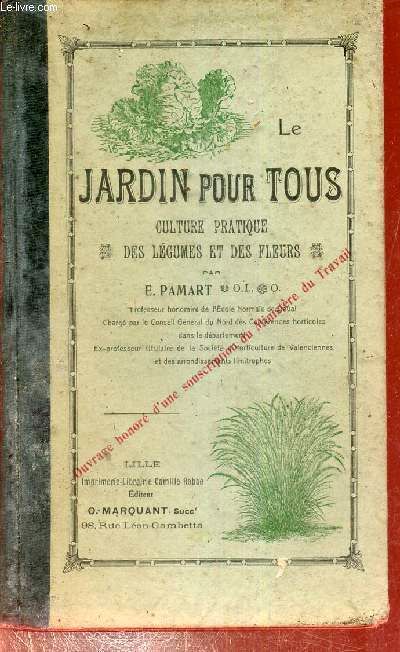 Le
JARDIN POUR TOUS
CULTURE PRATIQUE
DES LÉGUMES ET DES FLEURS
PAR
E. PAMART O.I. O.
Professeur honoraire de l'École Normale de Douai
Chargé par le Conseil Général du Nord des Conférences horticoles
dans le département
Ex-professeur titulaire de la Société d'horticulture de Valenciennes
et des arrondissements limitrophes
Ouvrage honoré d'une souscription du Ministère du Travail
LILLE
Imprimerie-Librairie Camille Robbe
Éditeur
O. MARQUANT, Succr
98, Rue Léon-Gambetta